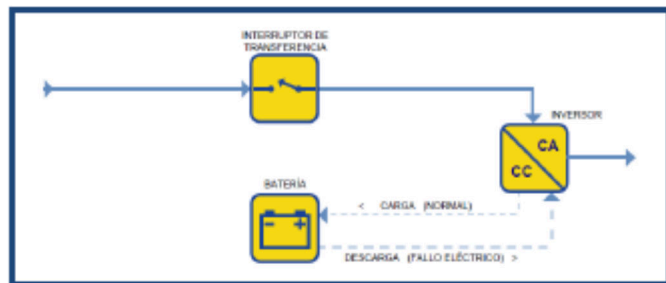 INTERRUPTOR DE
TRANSFERENCIA
INVERSOR
CA
CC
BATERÍA
- +
< CARGA (NORMAL)
DESCARGA (FALLO ELÉCTRICO) >